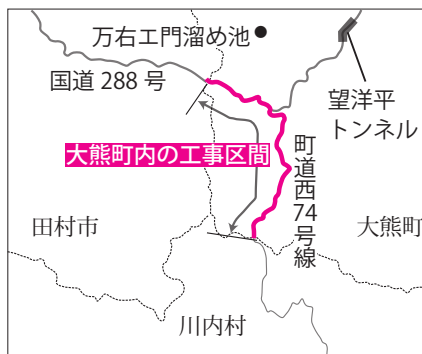 万右エ門溜め池
国道 288 号
望洋平
トンネル
大熊町内の工事区間
町道西74号線
田村市
大熊町
川内村